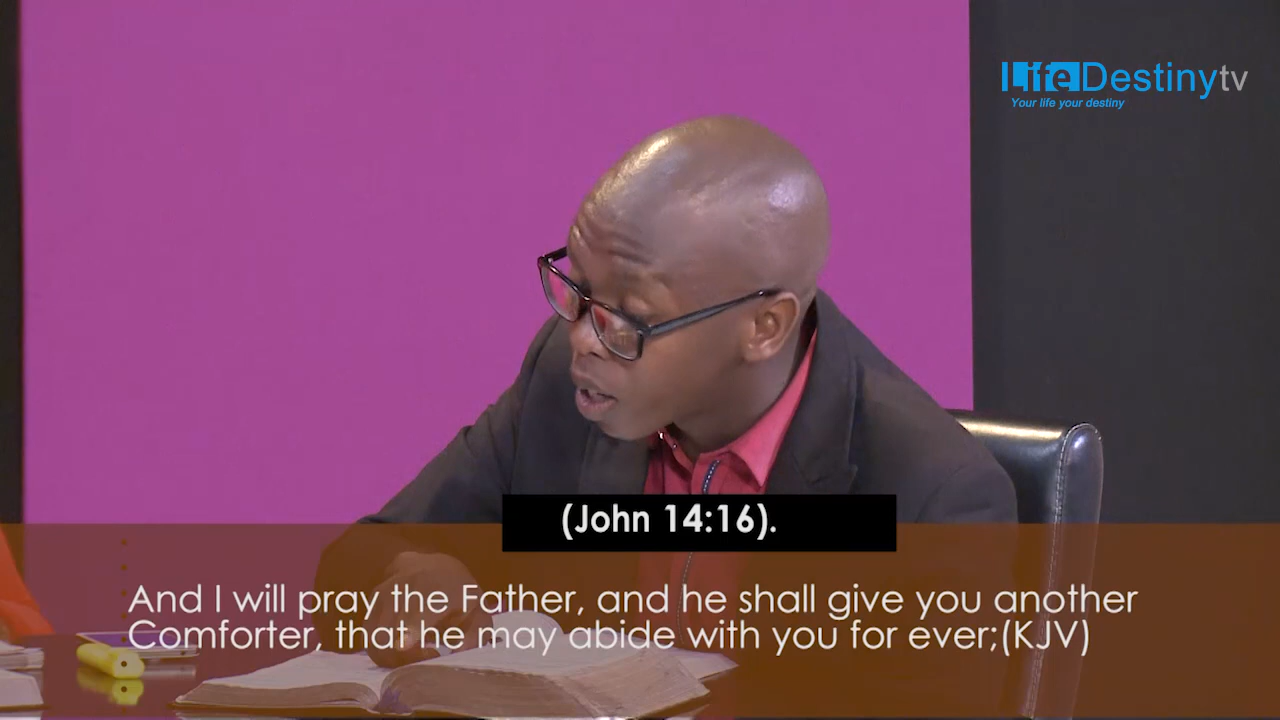 LifeDestinytv
Your life your destiny
(John 14:16).
And I will pray the Father, and he shall give you another
Comforter, that he may abide with you for ever;(KJV)